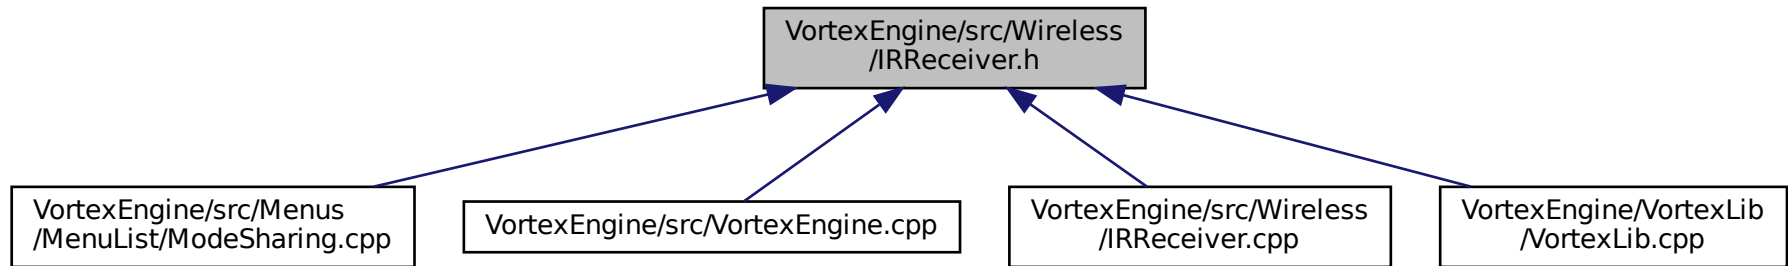 VortexEngine/src/Wireless
/IRReceiver.h
VortexEngine/src/Menus
/MenuList/ModeSharing.cpp
VortexEngine/src/VortexEngine.cpp
VortexEngine/src/Wireless
/IRReceiver.cpp
VortexEngine/VortexLib
/VortexLib.cpp